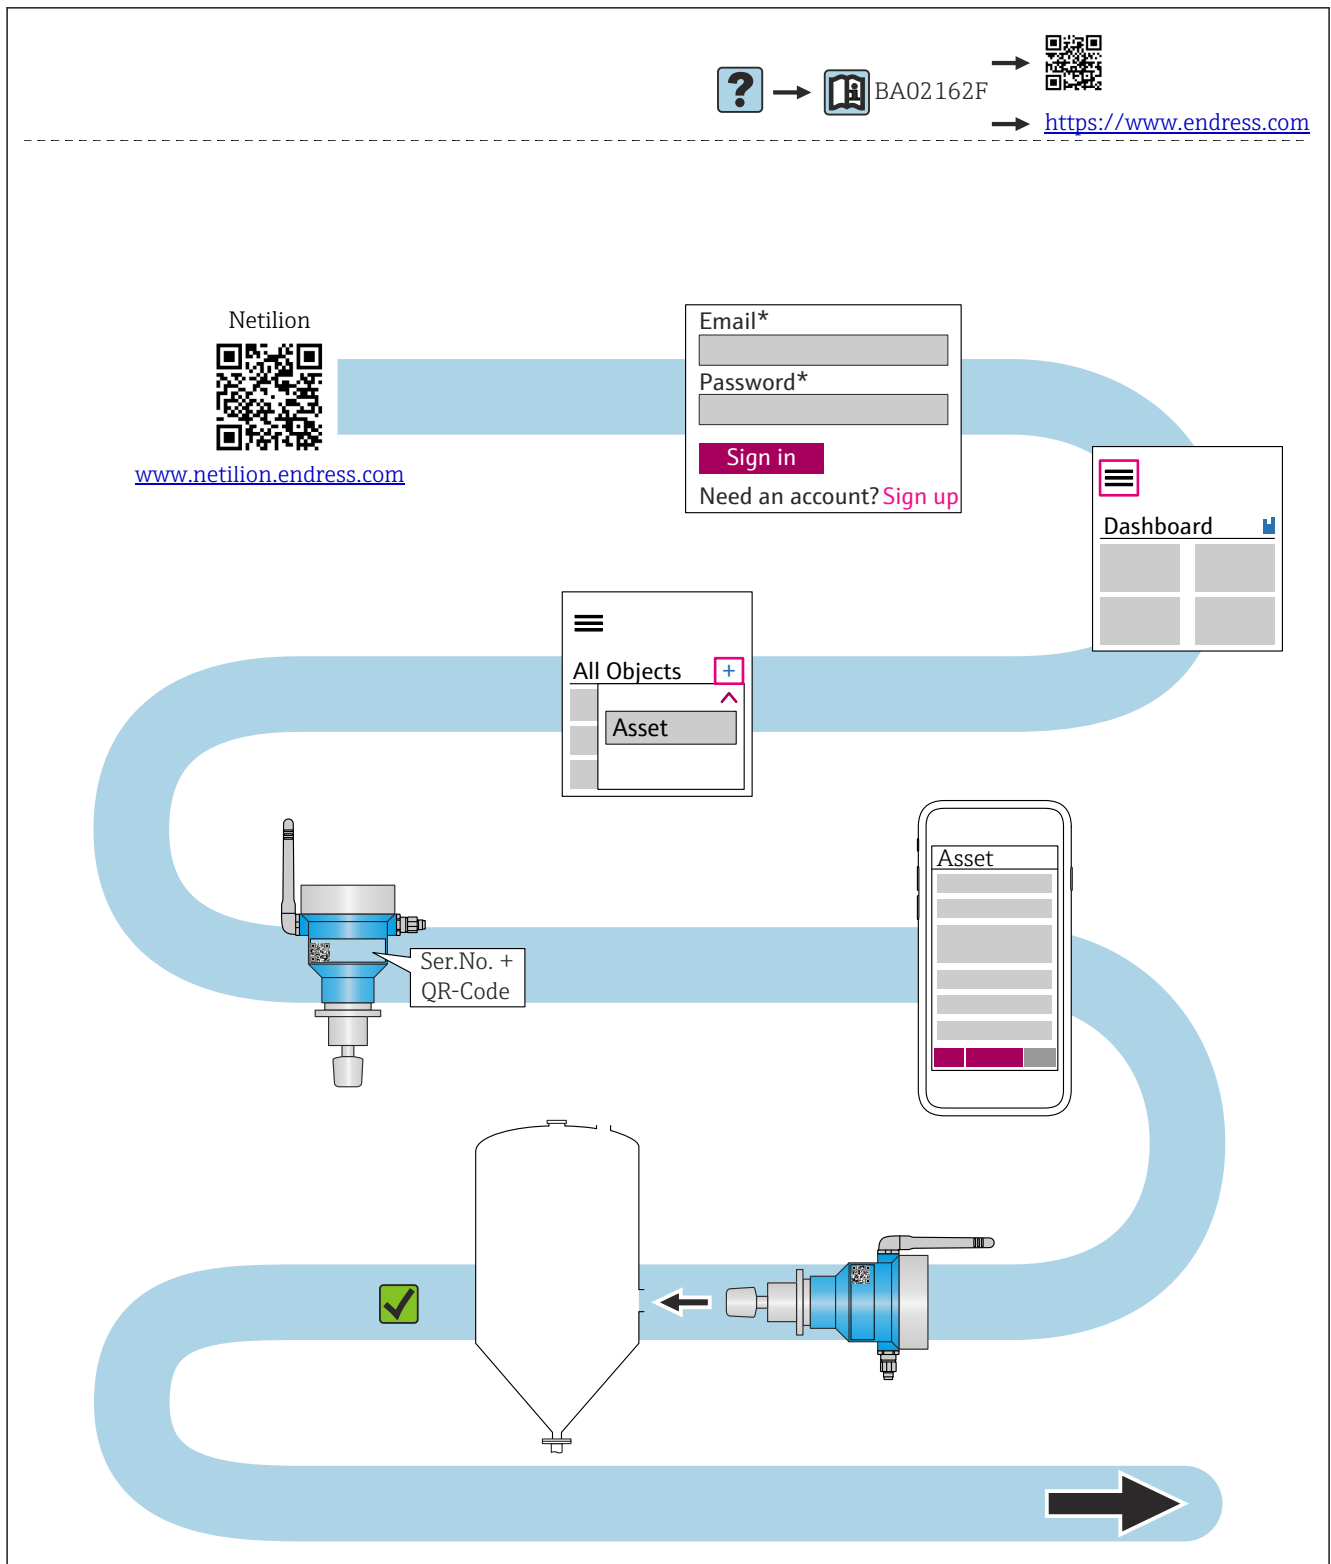 BA02162F
https://www.endress.com
Netilion
www.netilion.endress.com
Email*
Password*
Sign in
Need an account? Sign up
Dashboard
All Objects +
Asset
Ser.No. +
QR-Code
Asset